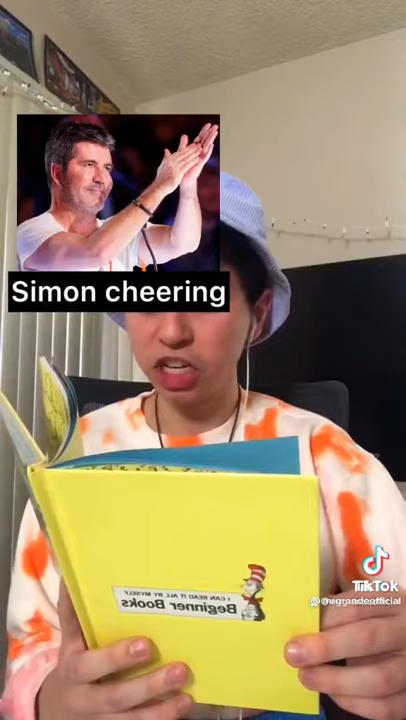 Simon cheering
I CAN READ IT ALL BY MYSELF
Beginner Books
TikTok